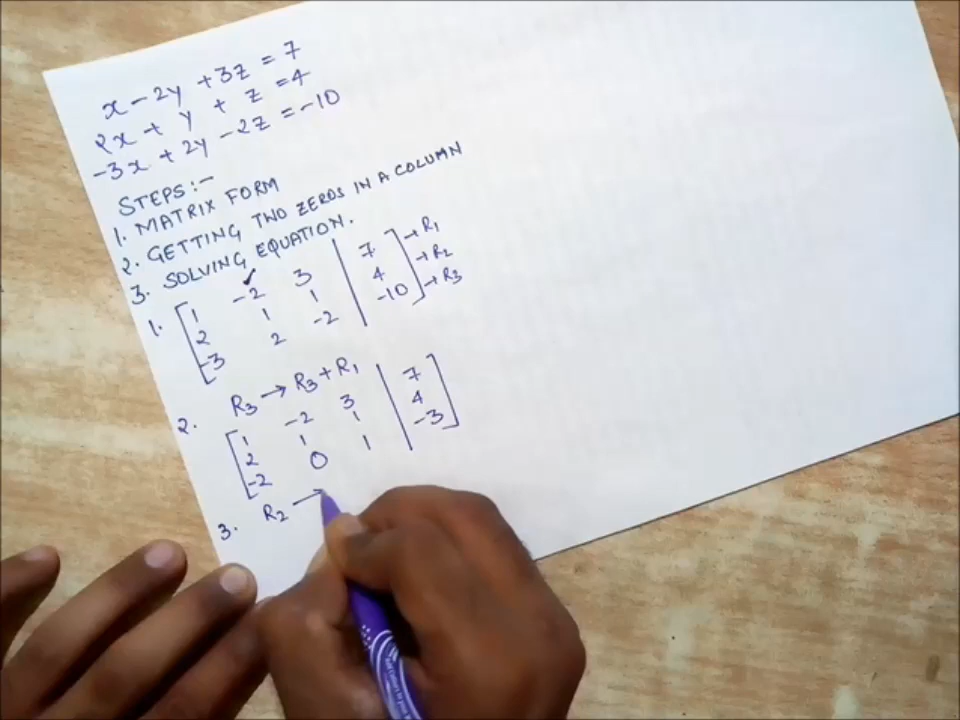 x - 2y + 3z = 7
2x + y + z = 4
-3x + 2y - 2z = -10
STEPS :-
1. MATRIX FORM
2. GETTING TWO ZEROS IN A COLUMN
3. SOLVING EQUATION.
1. [ 1 -2 3 | 7 ] → R1
2 1 1 | 4 → R2
-3 2 -2 | -10 → R3
2. R3 → R3 + R1
[ 1 -2 3 | 7 ]
2 1 1 | 4
-2 0 1 | -3
3. R2 →